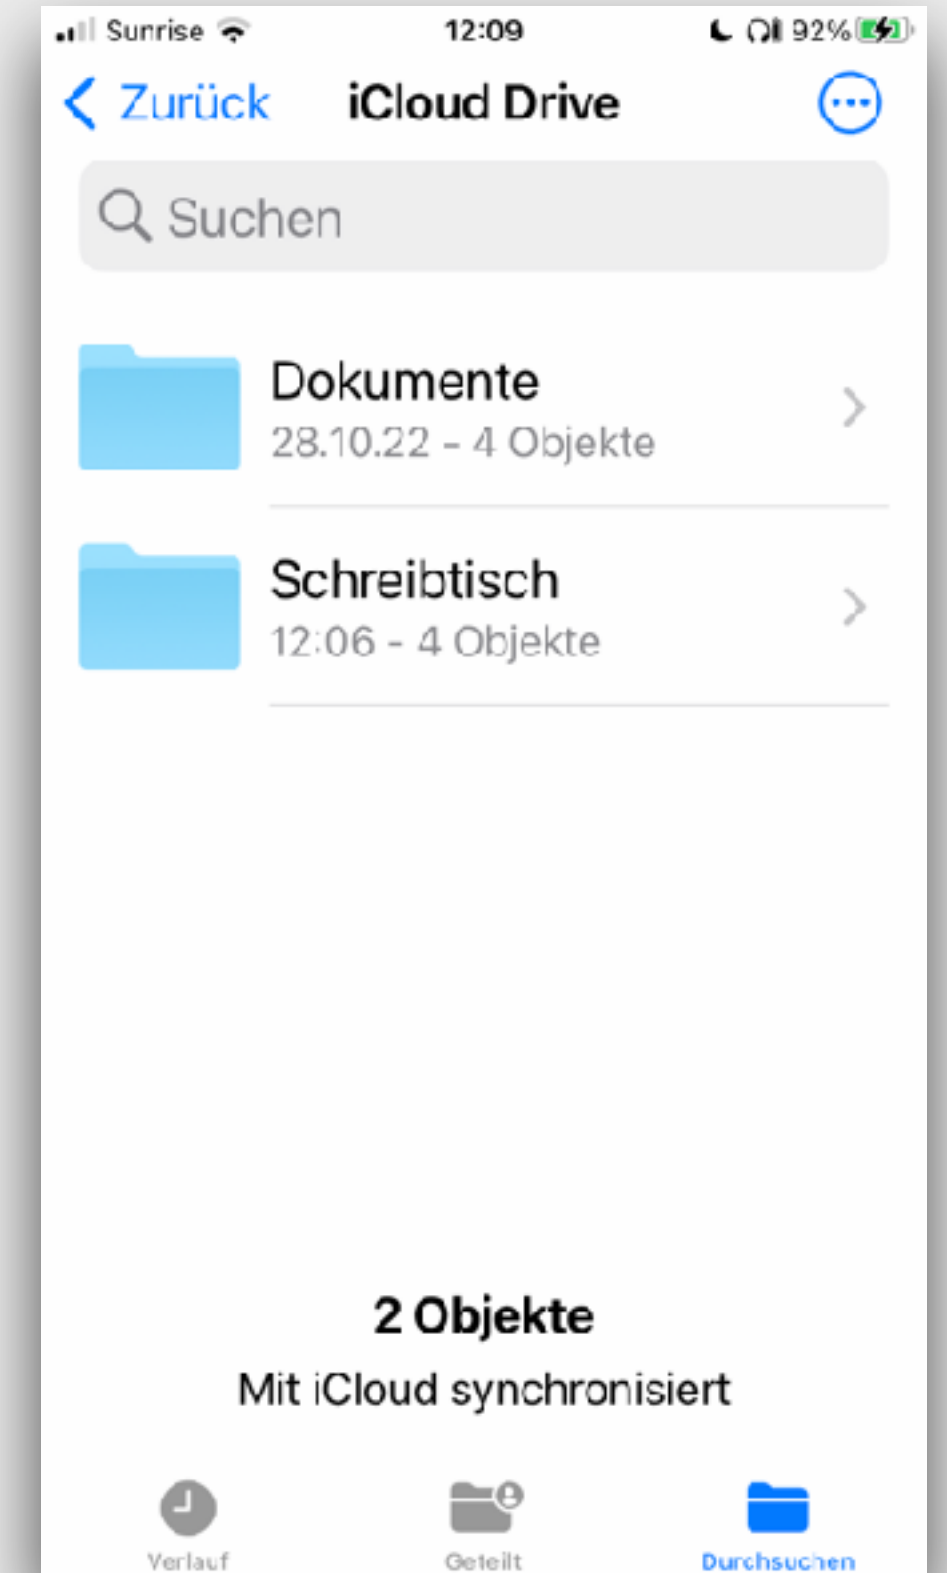 Sunrise 12:09 92%
Zurück iCloud Drive
Suchen
Dokumente
28.10.22 – 4 Objekte
Schreibtisch
12:06 – 4 Objekte
2 Objekte
Mit iCloud synchronisiert
Verlauf Geteilt Durchsuchen